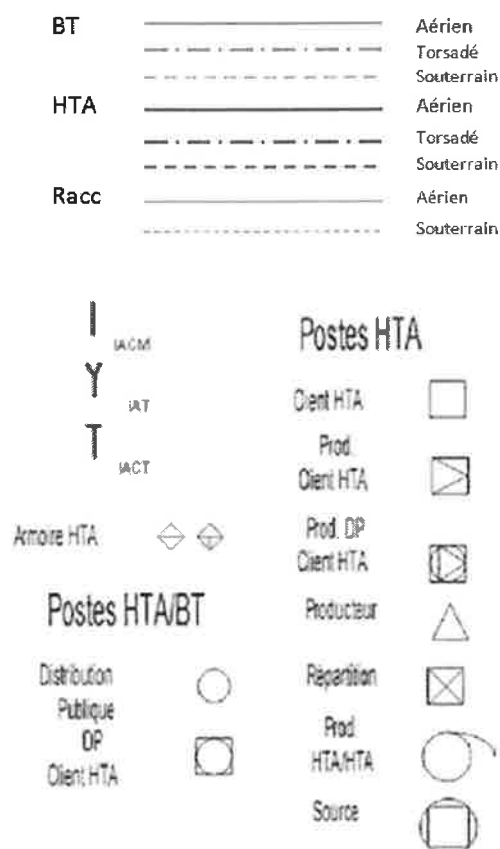 BT
Aérien
Torsadé
Souterrain
HTA
Aérien
Torsadé
Souterrain
Racc
Aérien
Souterrain
I IACM
Y IAT
T IACT
Armoire HTA
Postes HTA/BT
Distribution
Publique
DP
Client HTA
Postes HTA
Client HTA
Prod.
Client HTA
Prod. DP
Client HTA
Producteur
Répartition
Prod.
HTA/HTA
Source